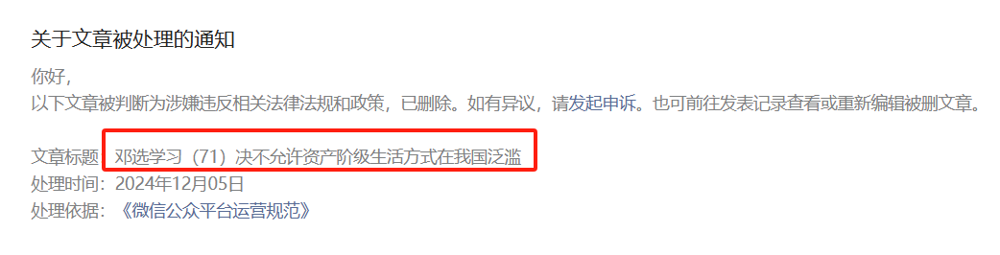 关于文章被处理的通知
你好，
以下文章被判断为涉嫌违反相关法律法规和政策，已删除。如有异议，请发起申诉。也可前往发表记录查看或重新编辑被删文章。
文章标题：邓选学习（71）决不允许资产阶级生活方式在我国泛滥
处理时间：2024年12月05日
处理依据：《微信公众平台运营规范》